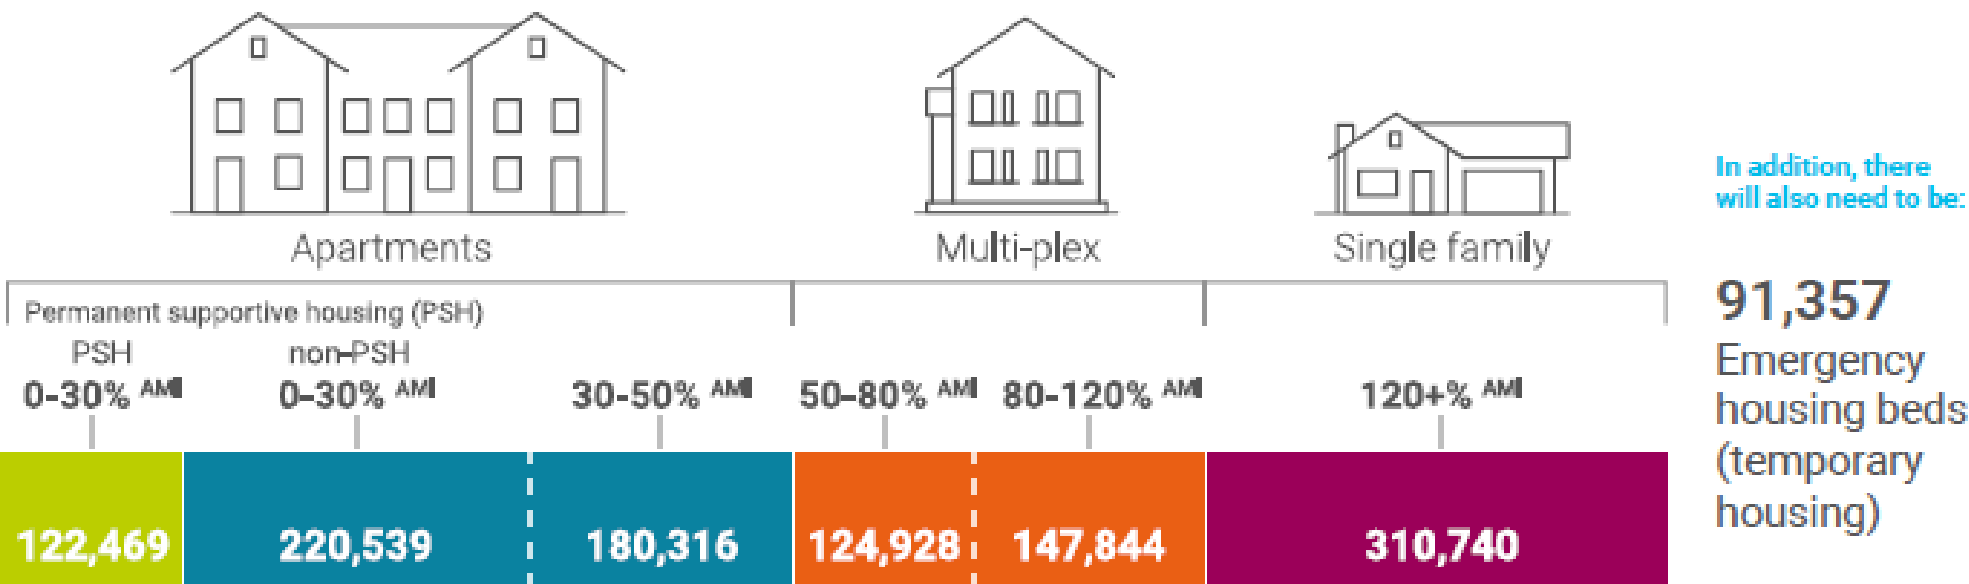 Apartments
Multi-plex
Single family
In addition, there
will also need to be:
Permanent supportive housing (PSH)
PSH
non-PSH
0-30% AMI
0-30% AMI
30-50% AMI
50-80% AMI
80-120% AMI
120+% AMI
122,469
220,539
180,316
124,928
147,844
310,740
91,357
Emergency
housing beds
(temporary
housing)